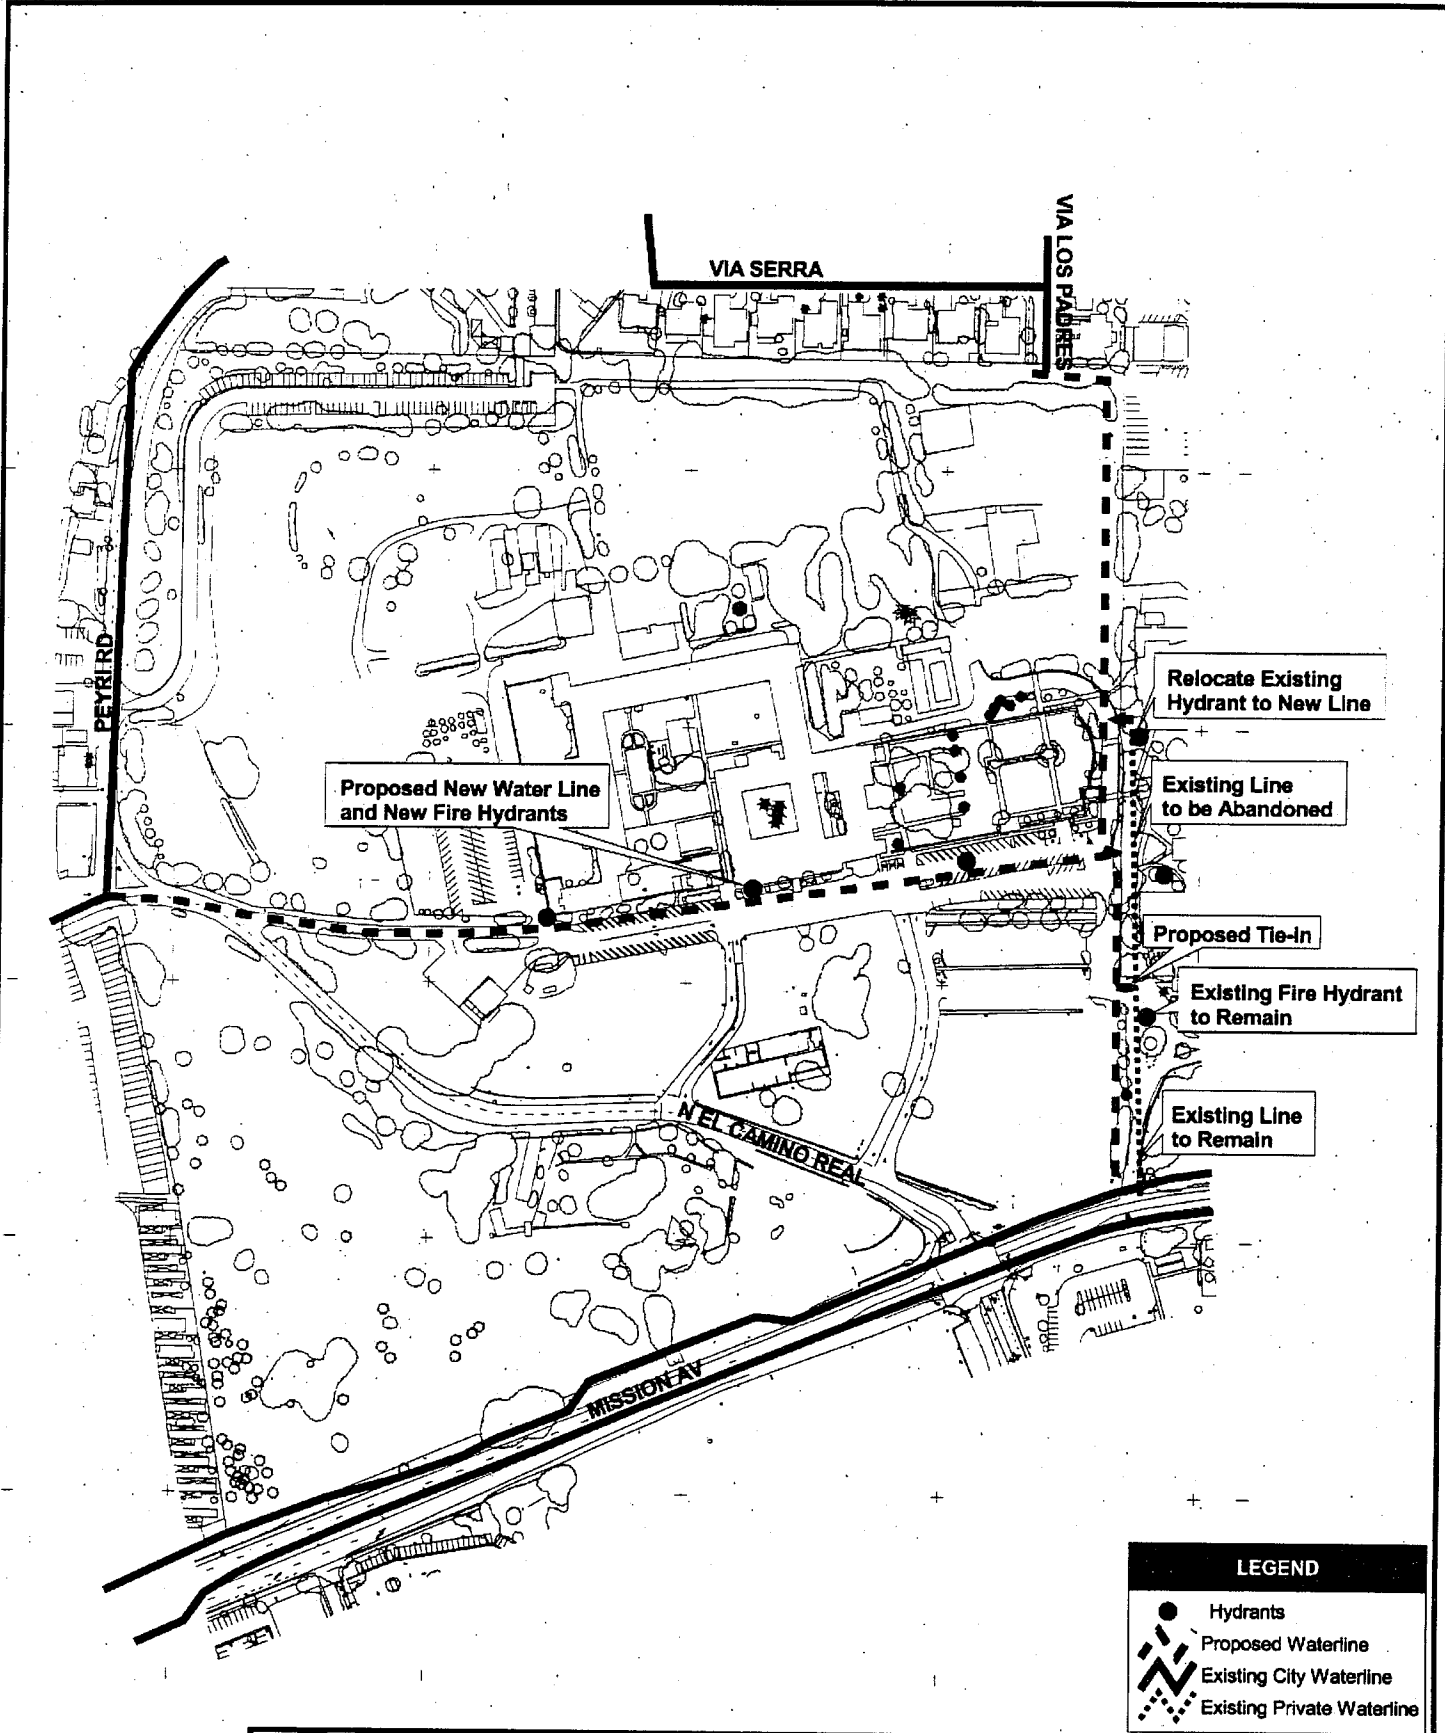 VIA LOS PADRES
VIA SERRA
PEYRI RD
Relocate Existing
Hydrant to New Line
Proposed New Water Line
and New Fire Hydrants
Existing Line
to be Abandoned
Proposed Tie-In
Existing Fire Hydrant
to Remain
N EL CAMINO REAL
Existing Line
to Remain
MISSION AV
LEGEND
Hydrants
Proposed Waterline
Existing City Waterline
Existing Private Waterline